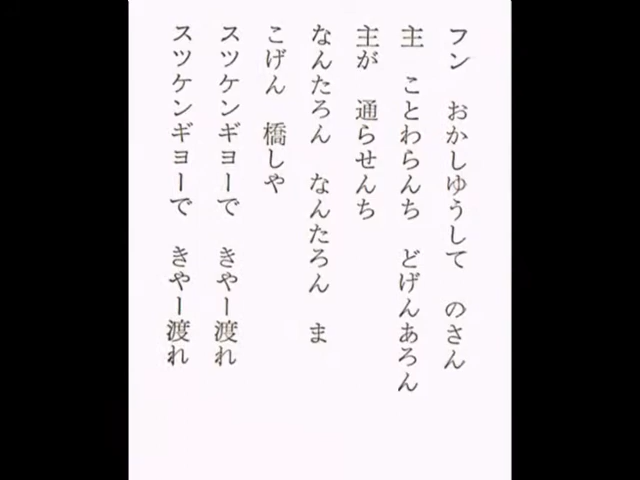 フン　おかしゆうして　のさん
主　ことわらんち　どげんあろん
主が　通らせんち
なんたろん　なんたろん　ま
こげん　橋しや
スツケンギヨーで　きやー渡れ
スツケンギヨーで　きやー渡れ